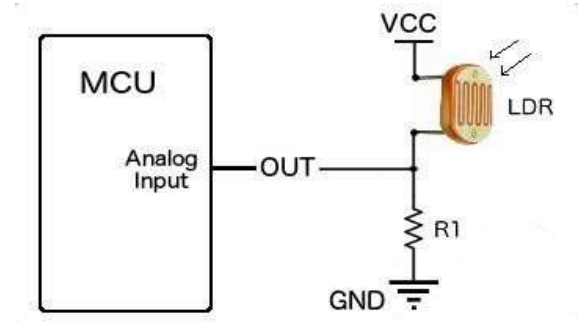 VCC
MCU
LDR
Analog
Input
OUT
R1
GND